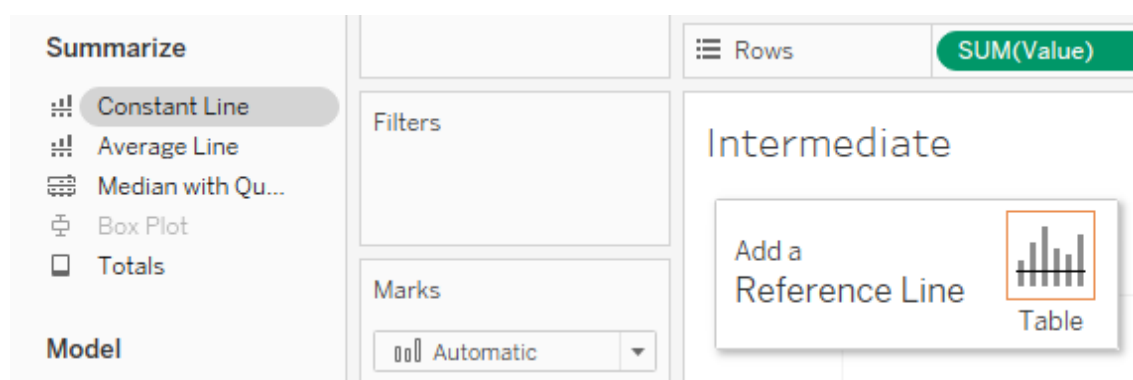 Summarize
Constant Line
Average Line
Median with Qu...
Box Plot
Totals
Model
Filters
Marks
Automatic
Rows
SUM(Value)
Intermediate
Add a
Reference Line
Table